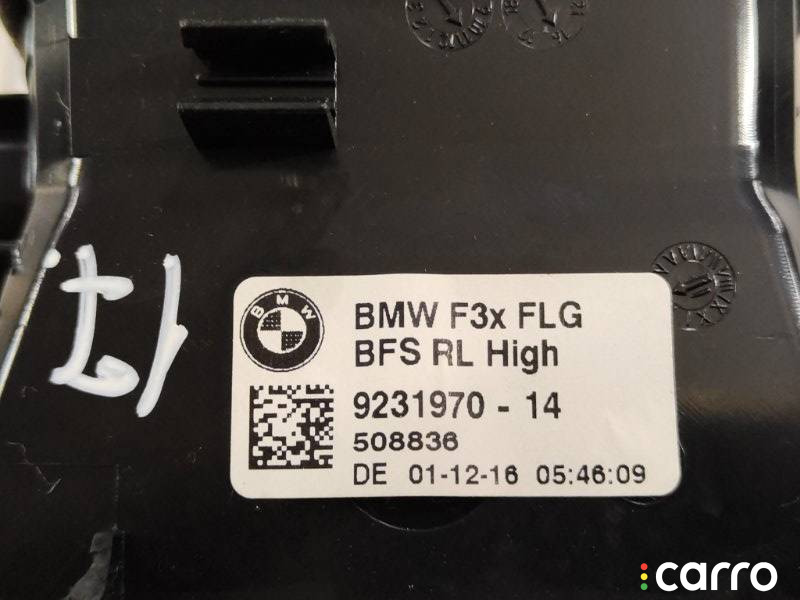 BMW
BMW F3x FLG
BFS RL High
9231970 - 14
508836
DE 01-12-16 05:46:09
carro